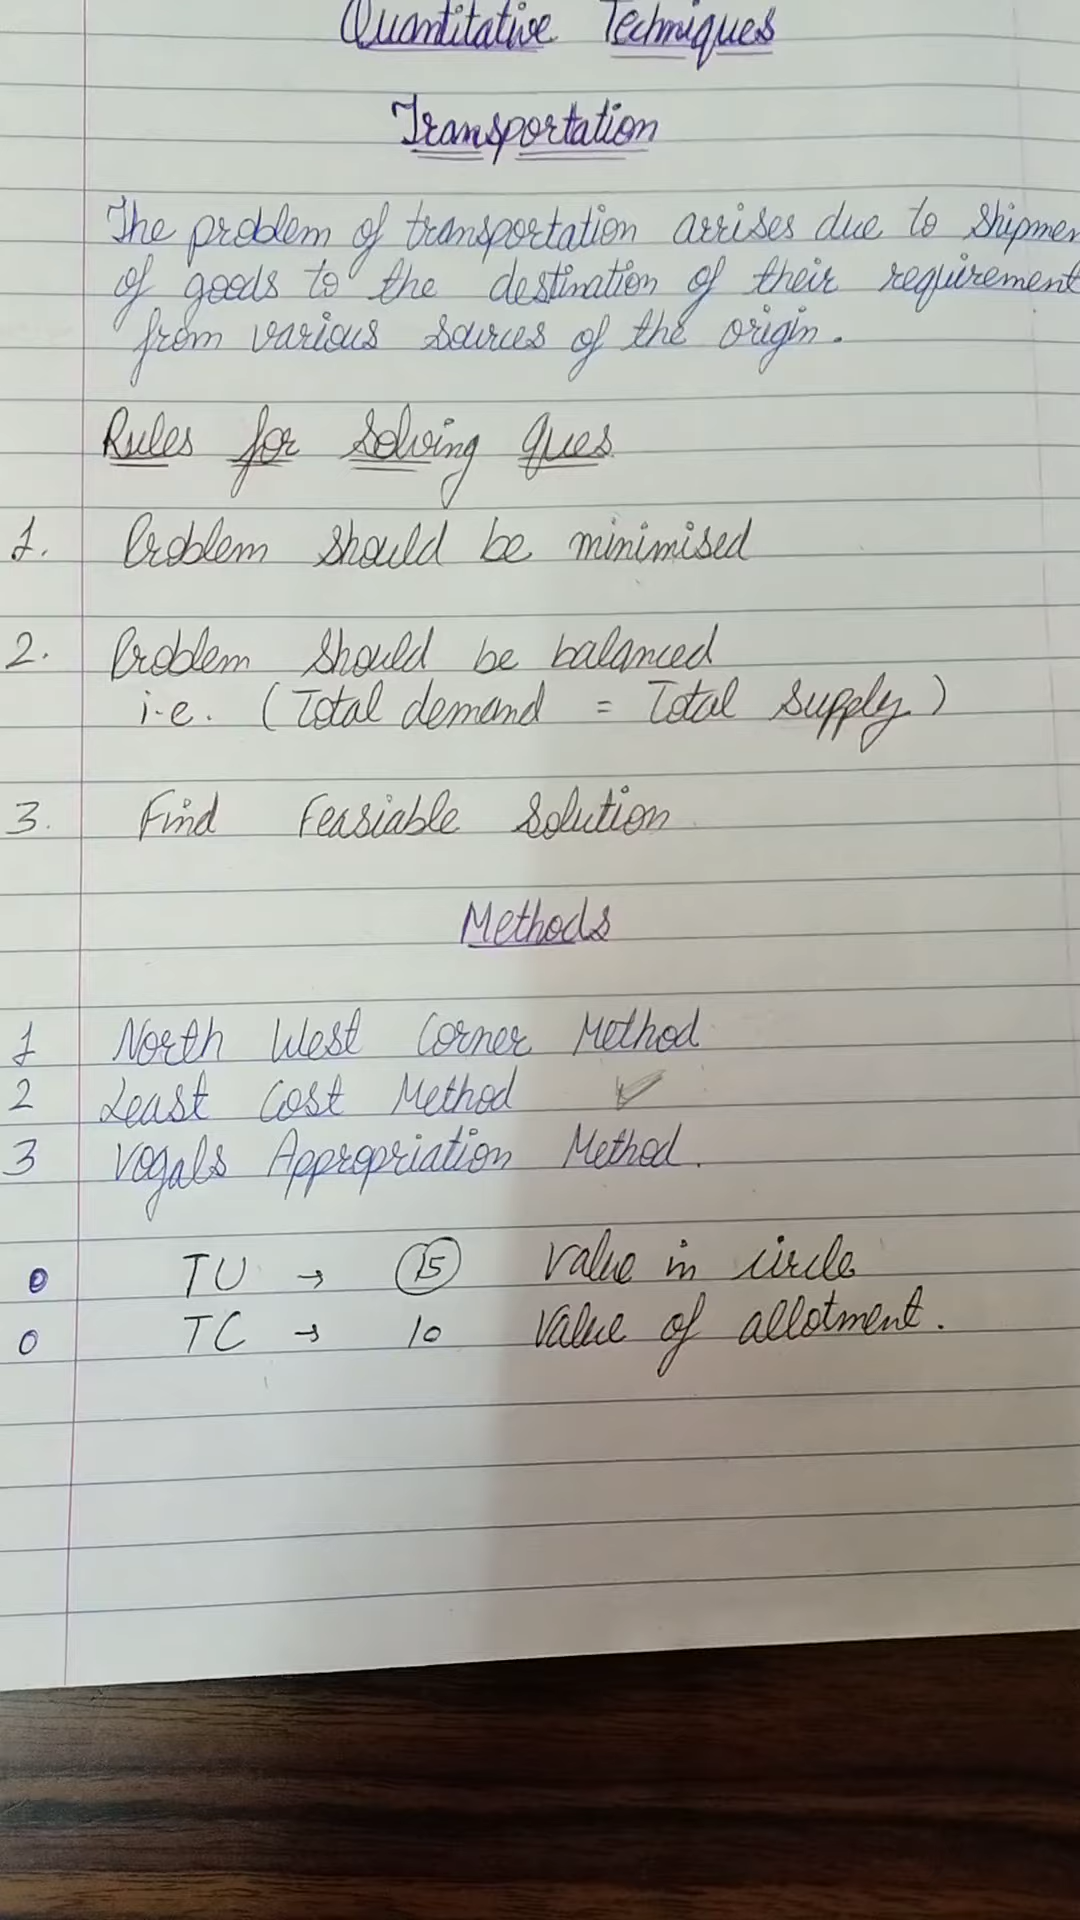 Quantitative Techniques
Transportation
The problem of transportation arrises due to Shipmen
of goods to the destination of their requirement
from various sources of the origin.
Rules for Solving Ques
1. Problem should be minimised
2. Problem should be balanced
i.e. (Total demand = Total supply)
3. Find Feasiable Solution
Methods
1 North West Corner Method
2 Least Cost Method
3 Vogals Appropriation Method.
TU → 15 Value in circle
TC → 10 Value of allotment.